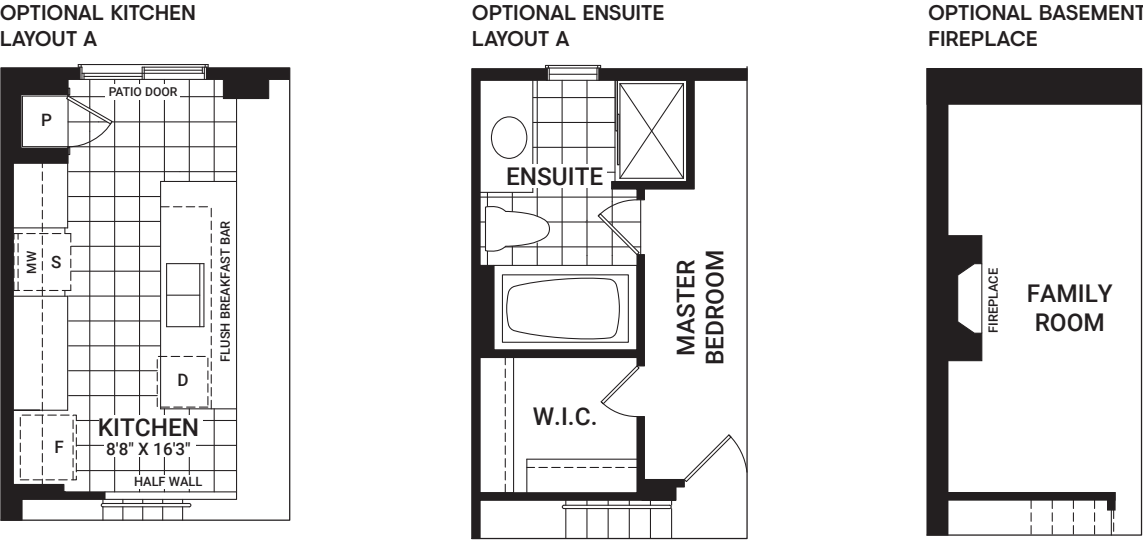 OPTIONAL KITCHEN
LAYOUT A
PATIO DOOR
P
MW
S
FLUSH BREAKFAST BAR
D
F
KITCHEN
8'8" X 16'3"
HALF WALL
OPTIONAL ENSUITE
LAYOUT A
ENSUITE
MASTER
BEDROOM
W.I.C.
OPTIONAL BASEMENT
FIREPLACE
FIREPLACE
FAMILY
ROOM